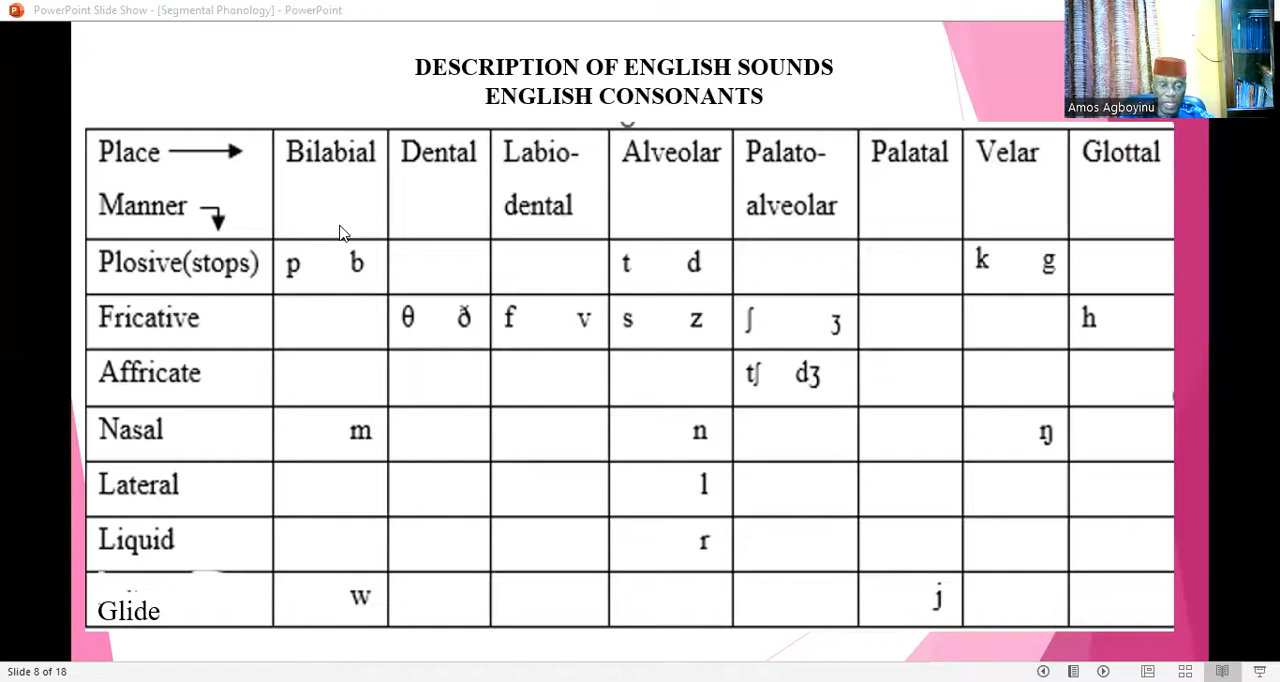 PowerPoint Slide Show - [Segmental Phonology] - PowerPoint
Amos Agboyinu
DESCRIPTION OF ENGLISH SOUNDS
ENGLISH CONSONANTS
Place Bilabial Dental Labio- Alveolar Palato- Palatal Velar Glottal
Manner dental alveolar
Plosive(stops) p b t d k g
Fricative θ ð f v s z ʃ ʒ h
Affricate tʃ dʒ
Nasal m n ŋ
Lateral l
Liquid r
Glide w j
Slide 8 of 18